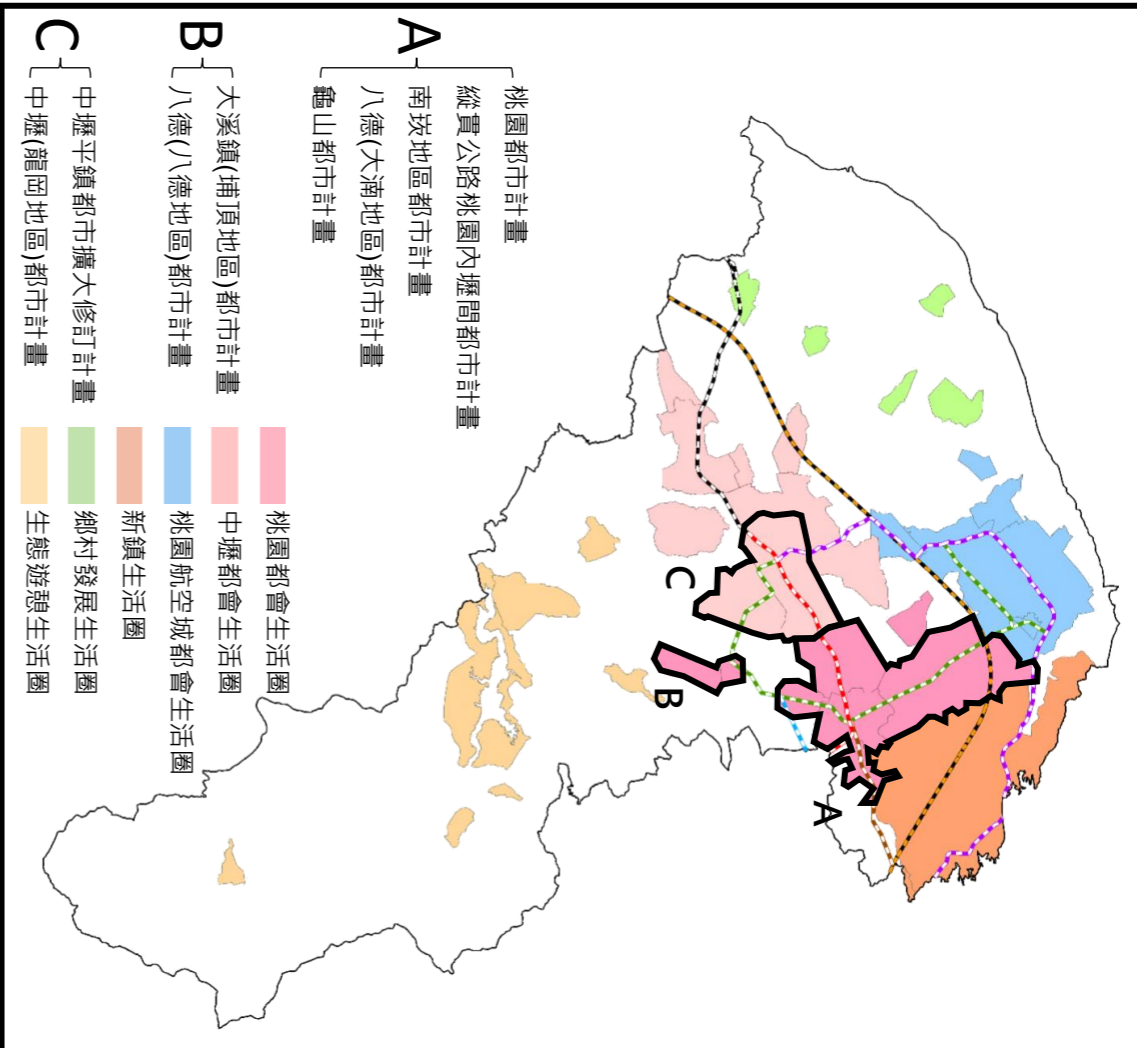 A
桃園都市計畫
縱貫公路桃園內壢間都市計畫
南崁地區都市計畫
八德(大湳地區)都市計畫
龜山都市計畫
B
大溪鎮(埔頂地區)都市計畫
八德(八德地區)都市計畫
C
中壢平鎮都市擴大修訂計畫
中壢(龍岡地區)都市計畫
桃園都會生活圈
中壢都會生活圈
桃園航空城都會生活圈
新鎮生活圈
鄉村發展生活圈
生態遊憩生活圈
C
B
A